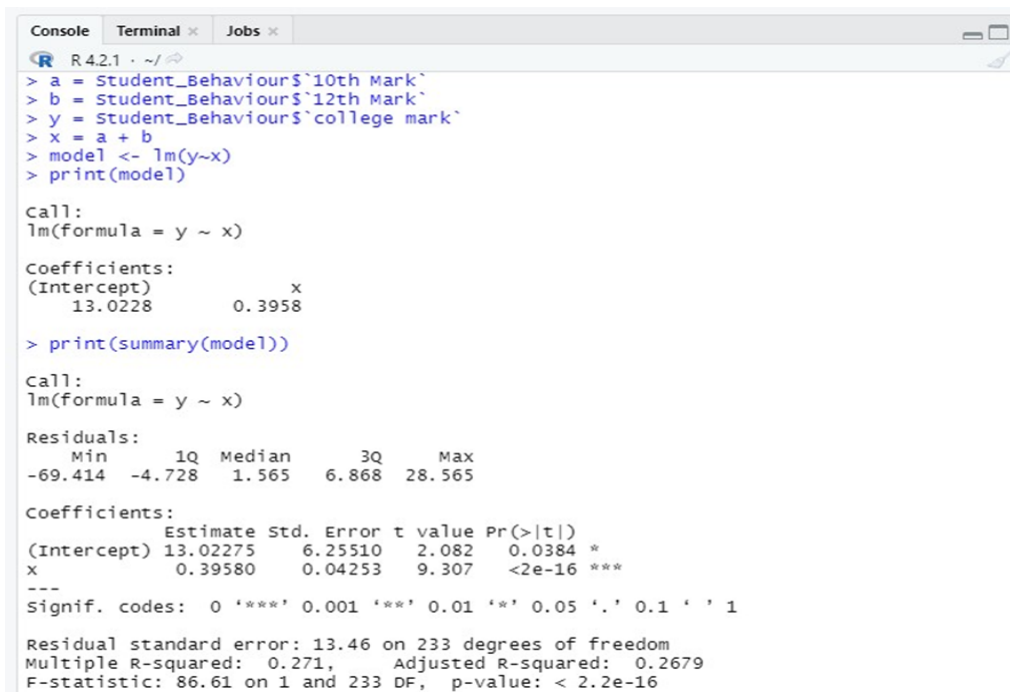 Console Terminal × Jobs ×
R R 4.2.1 · ~/
> a = Student_Behaviour$`10th Mark`
> b = Student_Behaviour$`12th Mark`
> y = Student_Behaviour$`college mark`
> x = a + b
> model <- lm(y~x)
> print(model)
Call:
lm(formula = y ~ x)
Coefficients:
(Intercept)            x
    13.0228       0.3958
> print(summary(model))
Call:
lm(formula = y ~ x)
Residuals:
    Min      1Q  Median      3Q     Max
-69.414  -4.728   1.565   6.868  28.565
Coefficients:
            Estimate Std. Error t value Pr(>|t|)
(Intercept) 13.02275    6.25510   2.082   0.0384 *
x            0.39580    0.04253   9.307   <2e-16 ***
---
Signif. codes:  0 ‘***’ 0.001 ‘**’ 0.01 ‘*’ 0.05 ‘.’ 0.1 ‘ ’ 1
Residual standard error: 13.46 on 233 degrees of freedom
Multiple R-squared:  0.271,     Adjusted R-squared:  0.2679
F-statistic: 86.61 on 1 and 233 DF,  p-value: < 2.2e-16